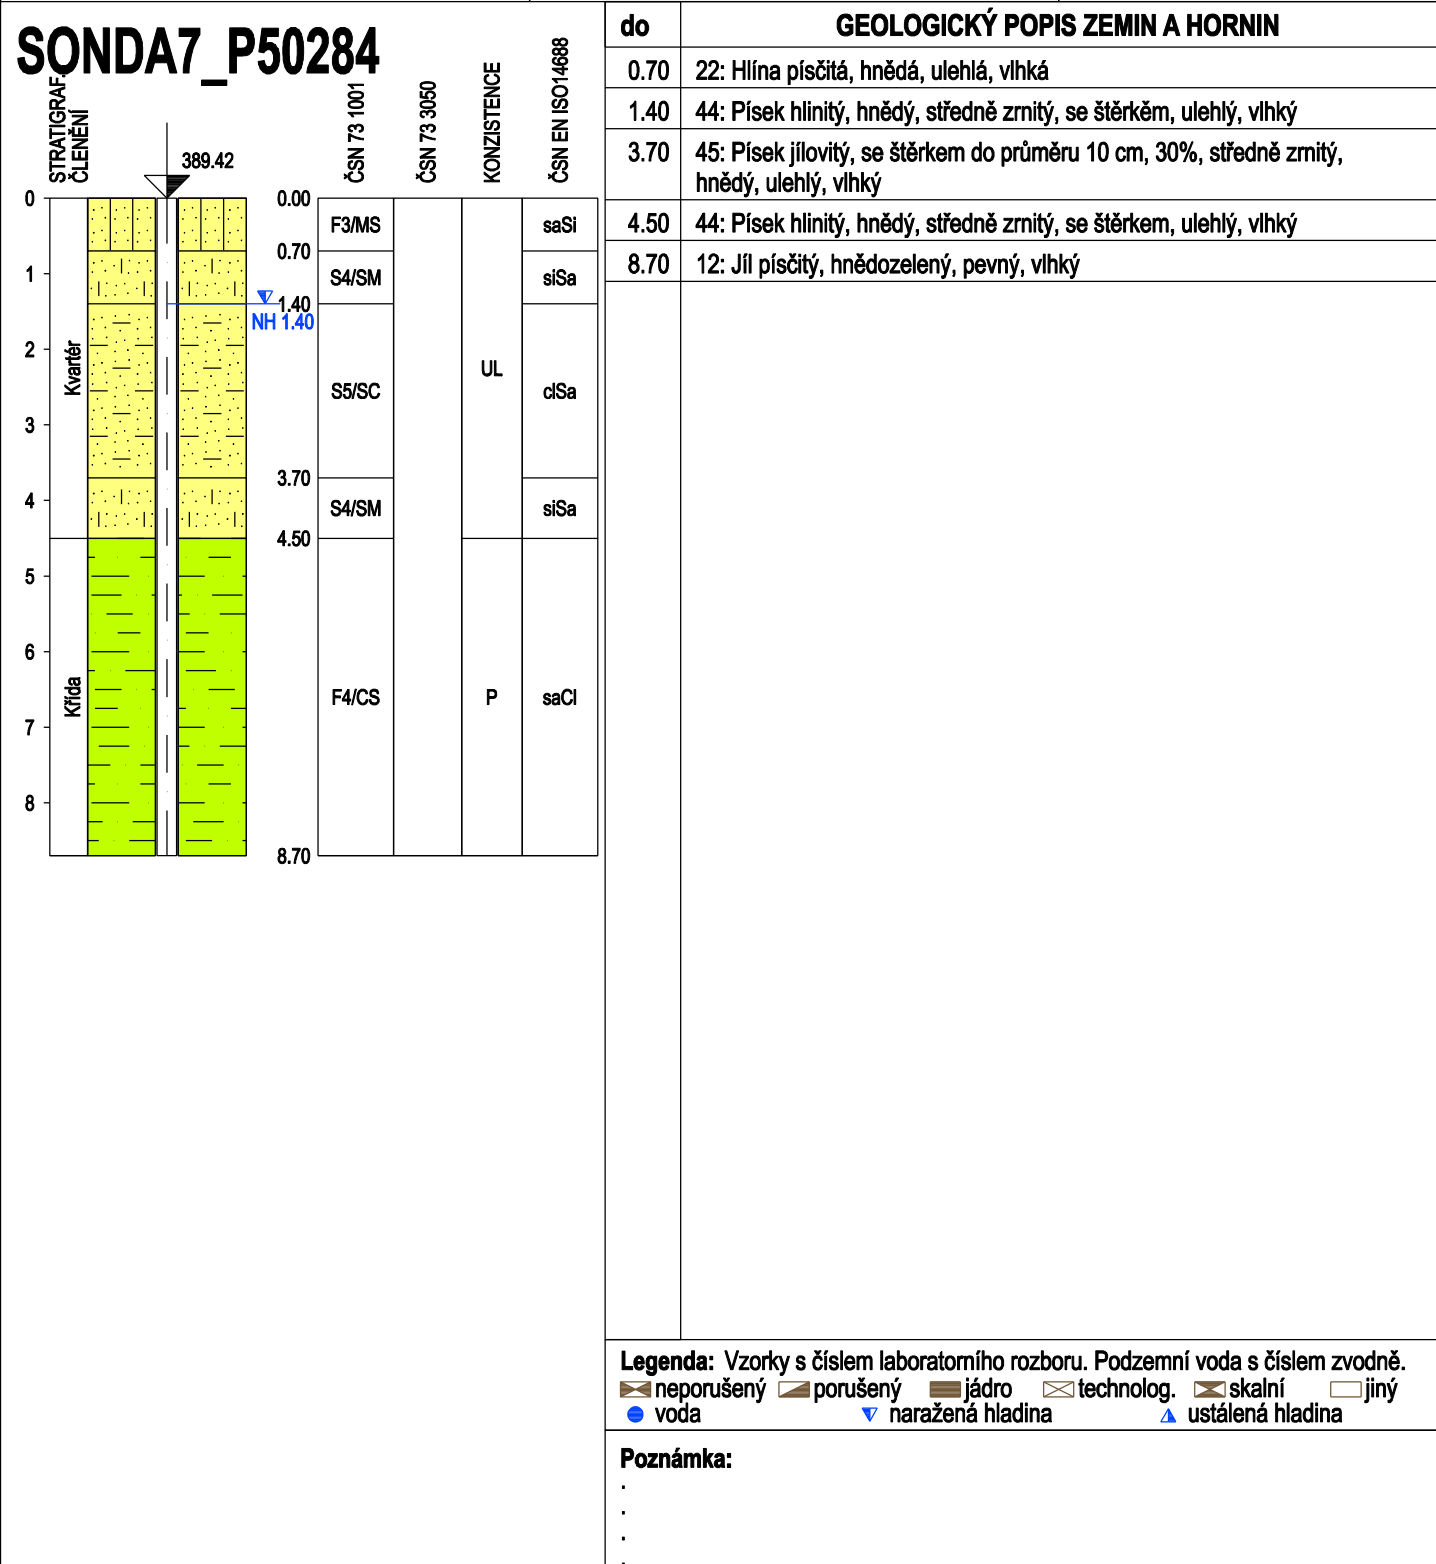 SONDA7_P50284
STRATIGRAF.
ČLENĚNÍ
389.42
ČSN 73 1001
ČSN 73 3050
KONZISTENCE
ČSN EN ISO14688
0
1
2
3
4
5
6
7
8
Kvartér
Křída
0.00
0.70
1.40
NH 1.40
3.70
4.50
8.70
F3/MS
S4/SM
S5/SC
S4/SM
F4/CS
UL
P
saSi
siSa
clSa
siSa
saCl
do GEOLOGICKÝ POPIS ZEMIN A HORNIN
0.70 22: Hlína písčitá, hnědá, ulehlá, vlhká
1.40 44: Písek hlinitý, hnědý, středně zrnitý, se štěrkěm, ulehlý, vlhký
3.70 45: Písek jílovitý, se štěrkem do průměru 10 cm, 30%, středně zrnitý,
hnědý, ulehlý, vlhký
4.50 44: Písek hlinitý, hnědý, středně zrnitý, se štěrkem, ulehlý, vlhký
8.70 12: Jíl písčitý, hnědozelený, pevný, vlhký
Legenda: Vzorky s číslem laboratorního rozboru. Podzemní voda s číslem zvodně.
neporušený porušený jádro technolog. skalní jiný
voda naražená hladina ustálená hladina
Poznámka:
.
.
.
.